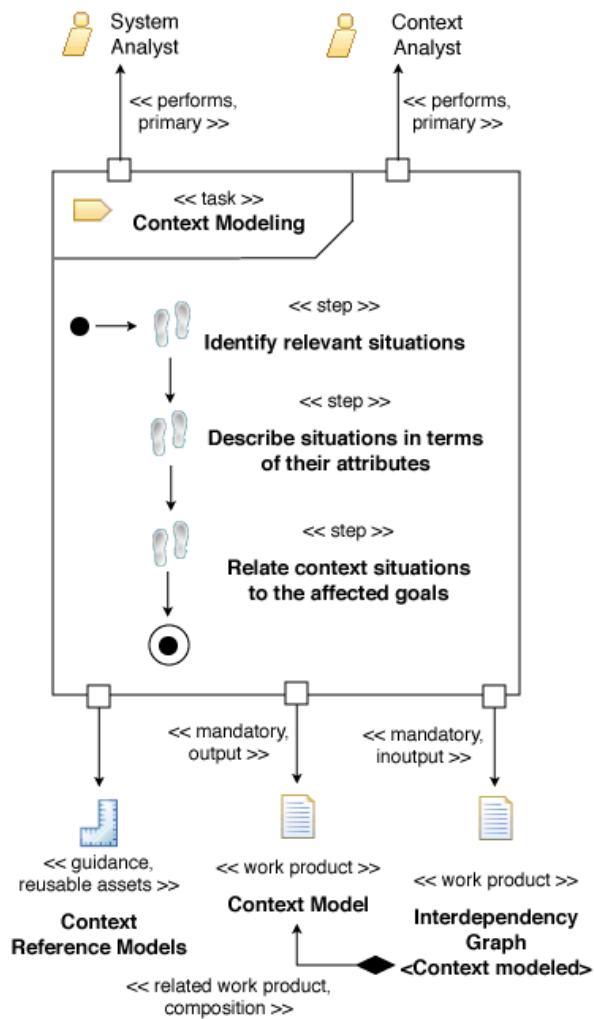 System
Analyst
Context
Analyst
<< performs,
primary >>
<< performs,
primary >>
<< task >>
Context Modeling
<< step >>
Identify relevant situations
<< step >>
Describe situations in terms
of their attributes
<< step >>
Relate context situations
to the affected goals
<< mandatory,
output >>
<< mandatory,
inoutput >>
<< guidance,
reusable assets >>
Context
Reference Models
<< work product >>
Context Model
<< work product >>
Interdependency
Graph
<Context modeled>
<< related work product,
composition >>